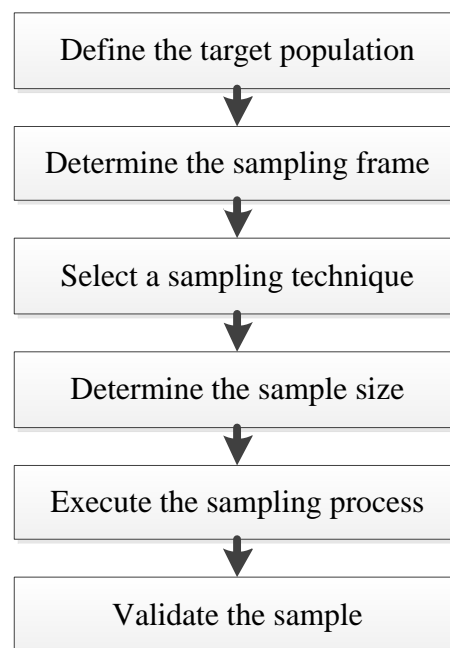 Define the target population
Determine the sampling frame
Select a sampling technique
Determine the sample size
Execute the sampling process
Validate the sample